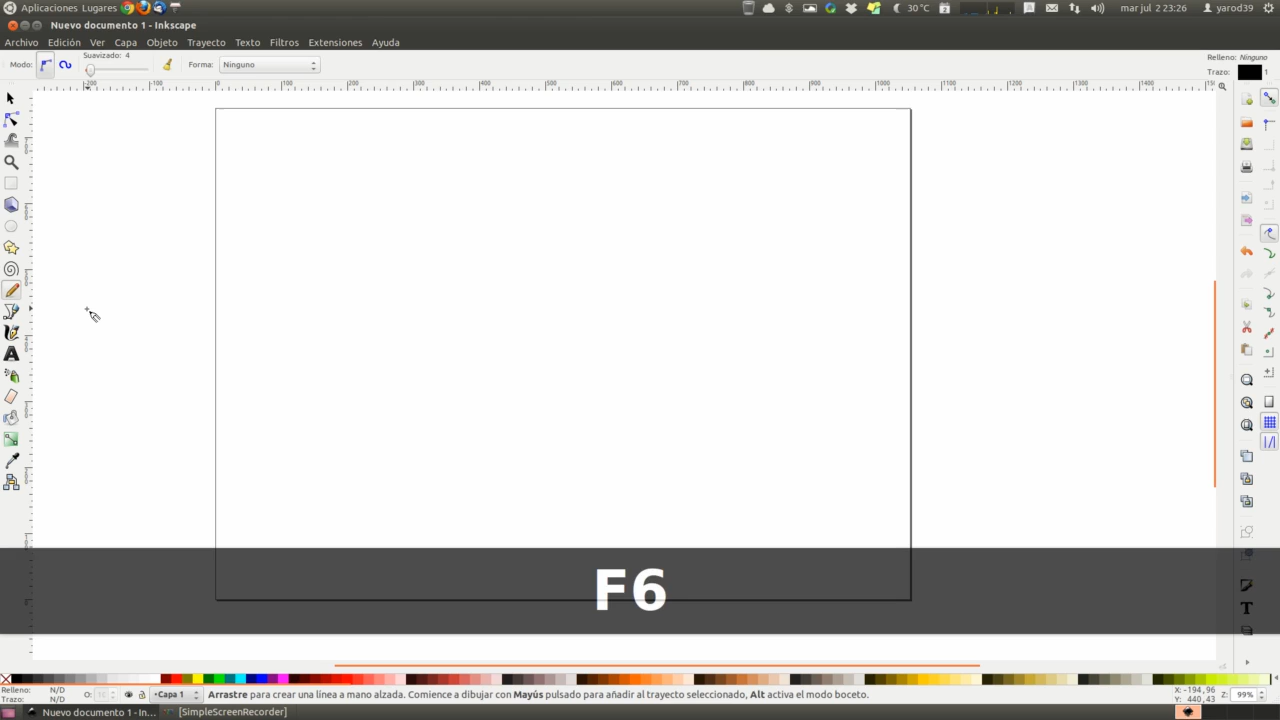 Aplicaciones Lugares
30°C
2
mar jul 2 23:26
yarod39
Nuevo documento 1 - Inkscape
Archivo Edición Ver Capa Objeto Trayecto Texto Filtros Extensiones Ayuda
Modo:
Suavizado: 4
Forma: Ninguno
Relleno: Ninguno
Trazo: 1
F6
Relleno: N/D
Trazo: N/D
O:
•Capa 1
Arrastre para crear una línea a mano alzada. Comience a dibujar con Mayús pulsado para añadir al trayecto seleccionado, Alt activa el modo boceto.
X: -194,96
Y: 440,43
Z: 99%
Nuevo documento 1 - In...
[SimpleScreenRecorder]